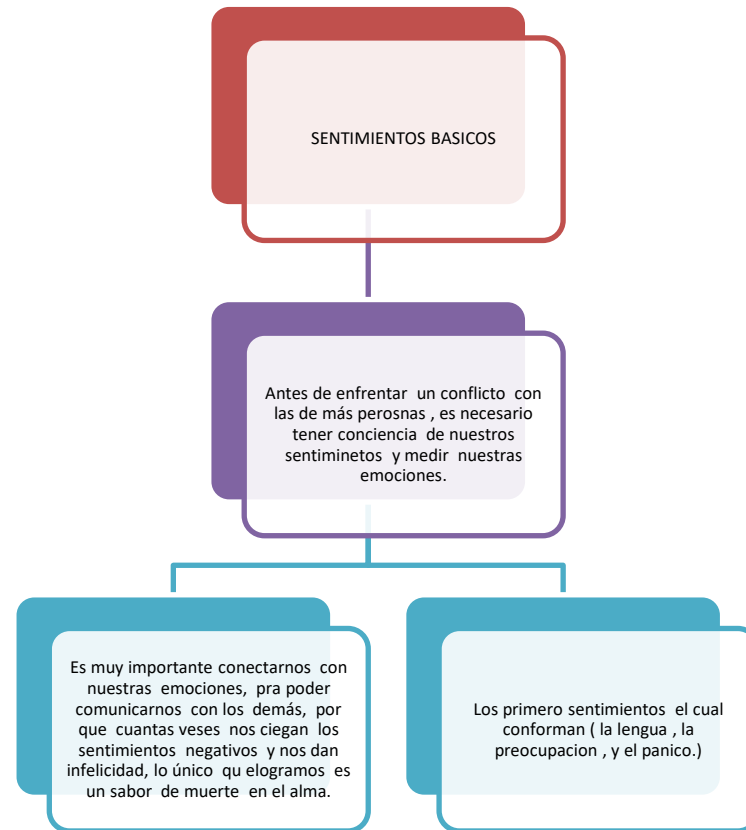 SENTIMIENTOS BASICOS
Antes de enfrentar un conflicto con
las de más perosnas , es necesario
tener conciencia de nuestros
sentiminetos y medir nuestras
emociones.
Es muy importante conectarnos con
nuestras emociones, pra poder
comunicarnos con los demás, por
que cuantas veses nos ciegan los
sentimientos negativos y nos dan
infelicidad, lo único qu elogramos es
un sabor de muerte en el alma.
Los primero sentimientos el cual
conforman ( la lengua , la
preocupacion , y el panico.)